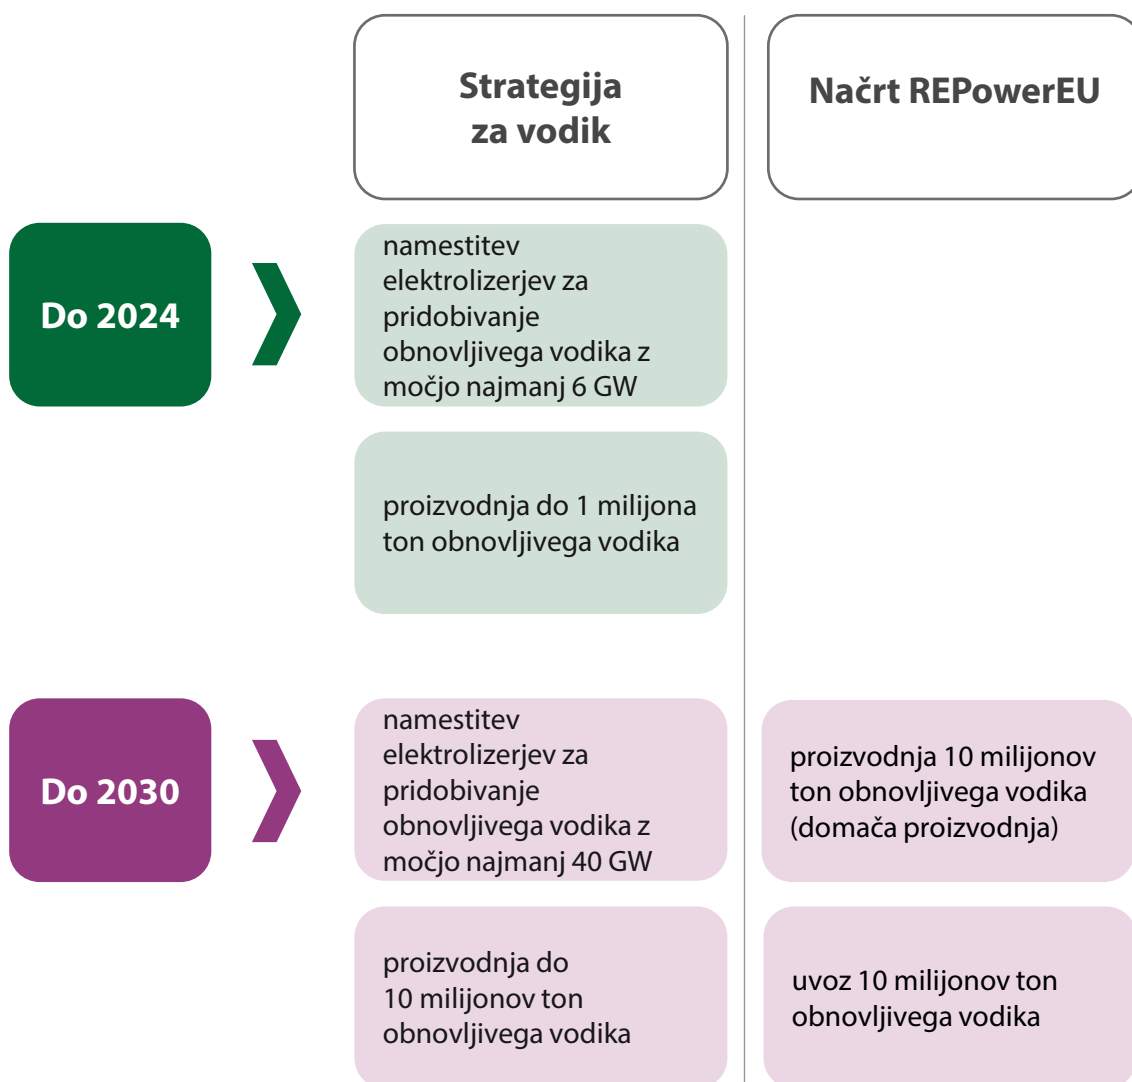 Strategija
za vodik
Načrt REPowerEU
Do 2024
namestitev
elektrolizerjev za
pridobivanje
obnovljivega vodika z
močjo najmanj 6 GW
proizvodnja do 1 milijona
ton obnovljivega vodika
Do 2030
namestitev
elektrolizerjev za
pridobivanje
obnovljivega vodika z
močjo najmanj 40 GW
proizvodnja 10 milijonov
ton obnovljivega vodika
(domača proizvodnja)
proizvodnja do
10 milijonov ton
obnovljivega vodika
uvoz 10 milijonov ton
obnovljivega vodika